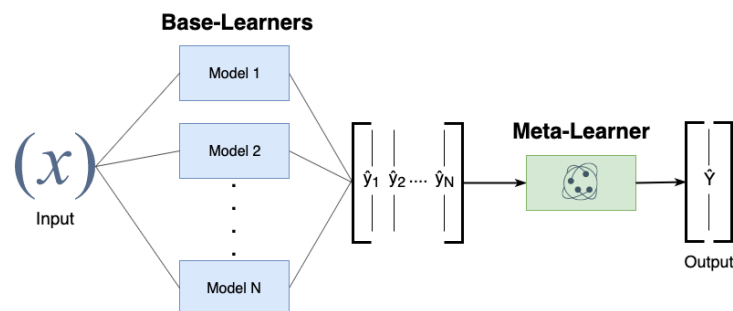 Base-Learners
Model 1
Model 2
Model N
(x)
Input
ŷ₁ ŷ₂ .... ŷN
Meta-Learner
Ŷ
Output